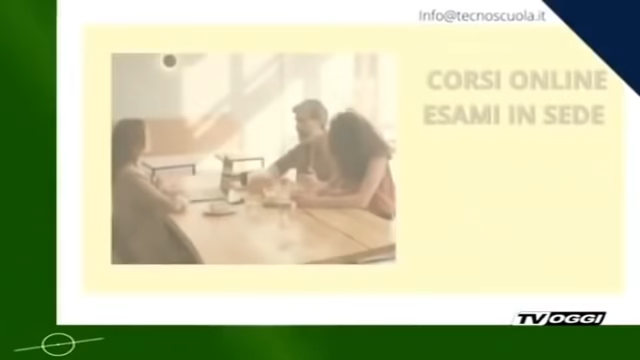 Info@tecnoscuola.it
CORSI ONLINE
ESAMI IN SEDE
TV OGGI